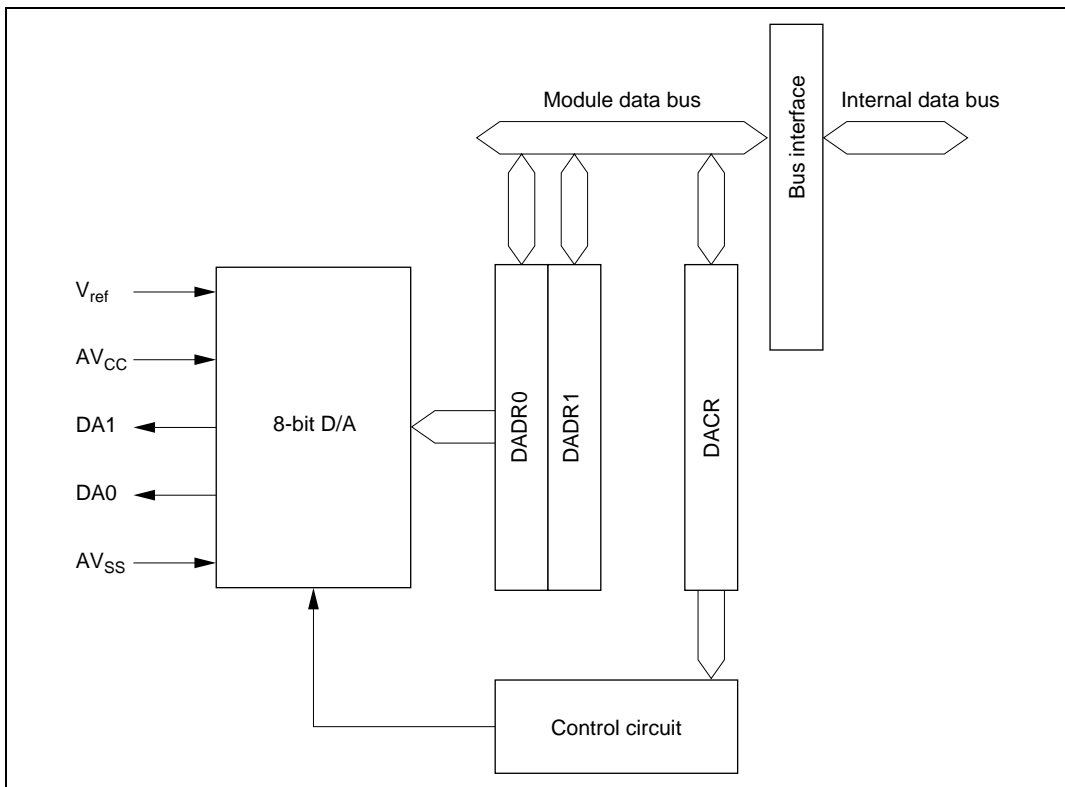 Module data bus
Internal data bus
Bus interface
Vref
AVCC
DA1
DA0
AVSS
8-bit D/A
DADR0
DADR1
DACR
Control circuit